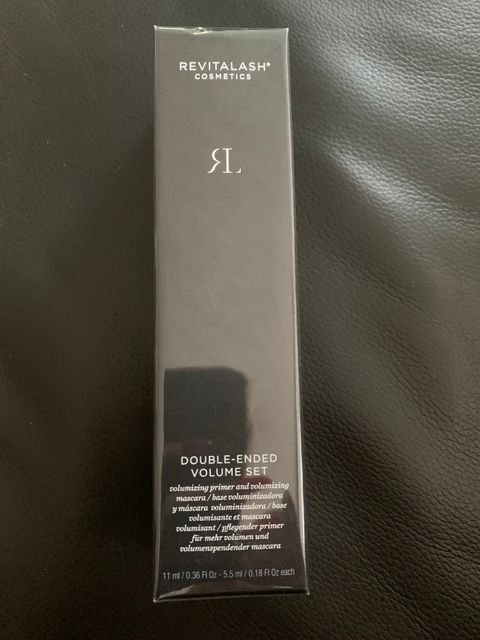 REVITALASH®
COSMETICS
RL
DOUBLE-ENDED
VOLUME SET
volumizing primer and volumizing
mascara / base voluminizadora
y máscara voluminizadora / base
volumisante et mascara
volumisant / pflegender primer
für mehr volumen und
volumenspendender mascara
11 ml / 0.36 Fl Oz - 5.5 ml / 0.18 Fl Oz each